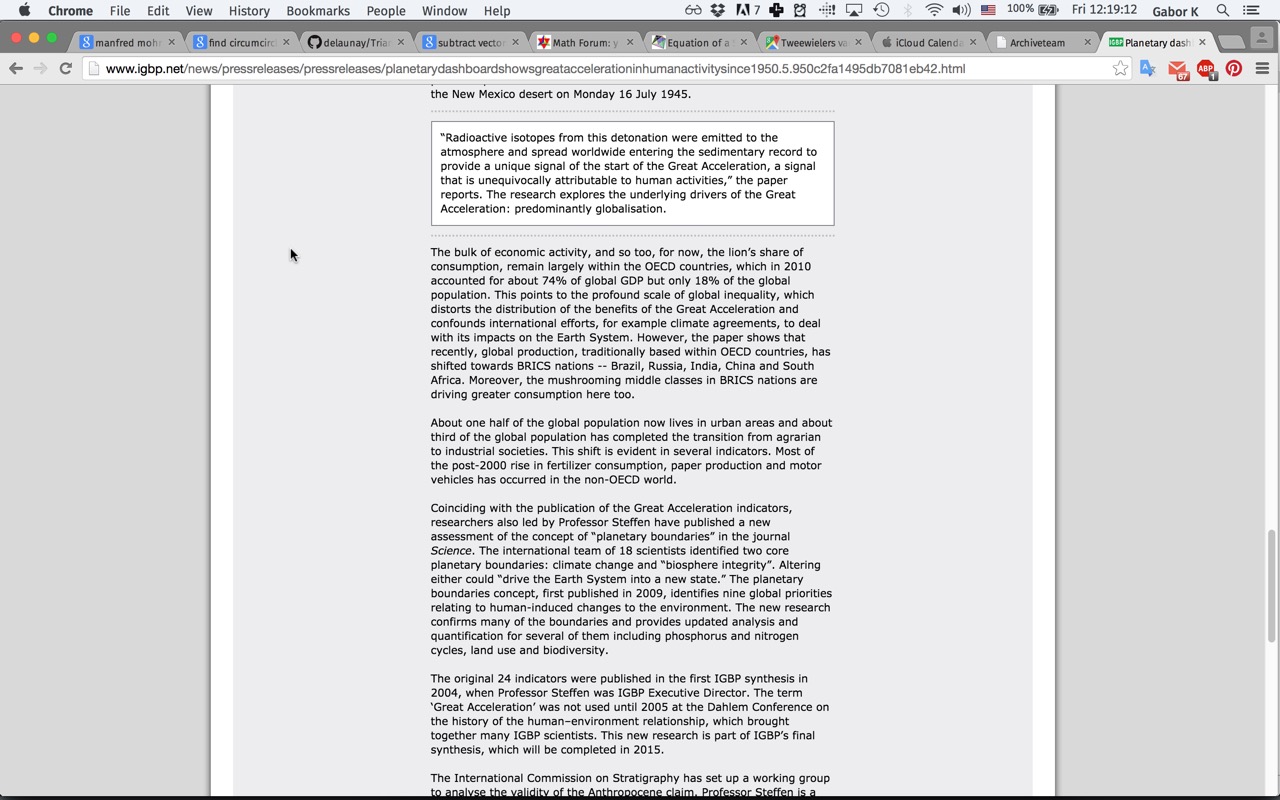 Chrome File Edit View History Bookmarks People Window Help 7 100% Fri 12:19:12 Gabor K
manfred moh find circumcirc delaunay/Tria subtract vecto Math Forum: y Equation of a Tweewielers va iCloud Calenda Archiveteam Planetary dash
www.igbp.net/news/pressreleases/pressreleases/planetarydashboardshowsgreataccelerationinhumanactivitysince1950.5.950c2fa1495db7081eb42.html 67 ABP 1
the New Mexico desert on Monday 16 July 1945.
“Radioactive isotopes from this detonation were emitted to the
atmosphere and spread worldwide entering the sedimentary record to
provide a unique signal of the start of the Great Acceleration, a signal
that is unequivocally attributable to human activities,” the paper
reports. The research explores the underlying drivers of the Great
Acceleration: predominantly globalisation.
The bulk of economic activity, and so too, for now, the lion’s share of
consumption, remain largely within the OECD countries, which in 2010
accounted for about 74% of global GDP but only 18% of the global
population. This points to the profound scale of global inequality, which
distorts the distribution of the benefits of the Great Acceleration and
confounds international efforts, for example climate agreements, to deal
with its impacts on the Earth System. However, the paper shows that
recently, global production, traditionally based within OECD countries, has
shifted towards BRICS nations -- Brazil, Russia, India, China and South
Africa. Moreover, the mushrooming middle classes in BRICS nations are
driving greater consumption here too.
About one half of the global population now lives in urban areas and about
third of the global population has completed the transition from agrarian
to industrial societies. This shift is evident in several indicators. Most of
the post-2000 rise in fertilizer consumption, paper production and motor
vehicles has occurred in the non-OECD world.
Coinciding with the publication of the Great Acceleration indicators,
researchers also led by Professor Steffen have published a new
assessment of the concept of “planetary boundaries” in the journal
Science. The international team of 18 scientists identified two core
planetary boundaries: climate change and “biosphere integrity”. Altering
either could “drive the Earth System into a new state.” The planetary
boundaries concept, first published in 2009, identifies nine global priorities
relating to human-induced changes to the environment. The new research
confirms many of the boundaries and provides updated analysis and
quantification for several of them including phosphorus and nitrogen
cycles, land use and biodiversity.
The original 24 indicators were published in the first IGBP synthesis in
2004, when Professor Steffen was IGBP Executive Director. The term
‘Great Acceleration’ was not used until 2005 at the Dahlem Conference on
the history of the human–environment relationship, which brought
together many IGBP scientists. This new research is part of IGBP’s final
synthesis, which will be completed in 2015.
The International Commission on Stratigraphy has set up a working group
to analyse the validity of the Anthropocene claim. Professor Steffen is a